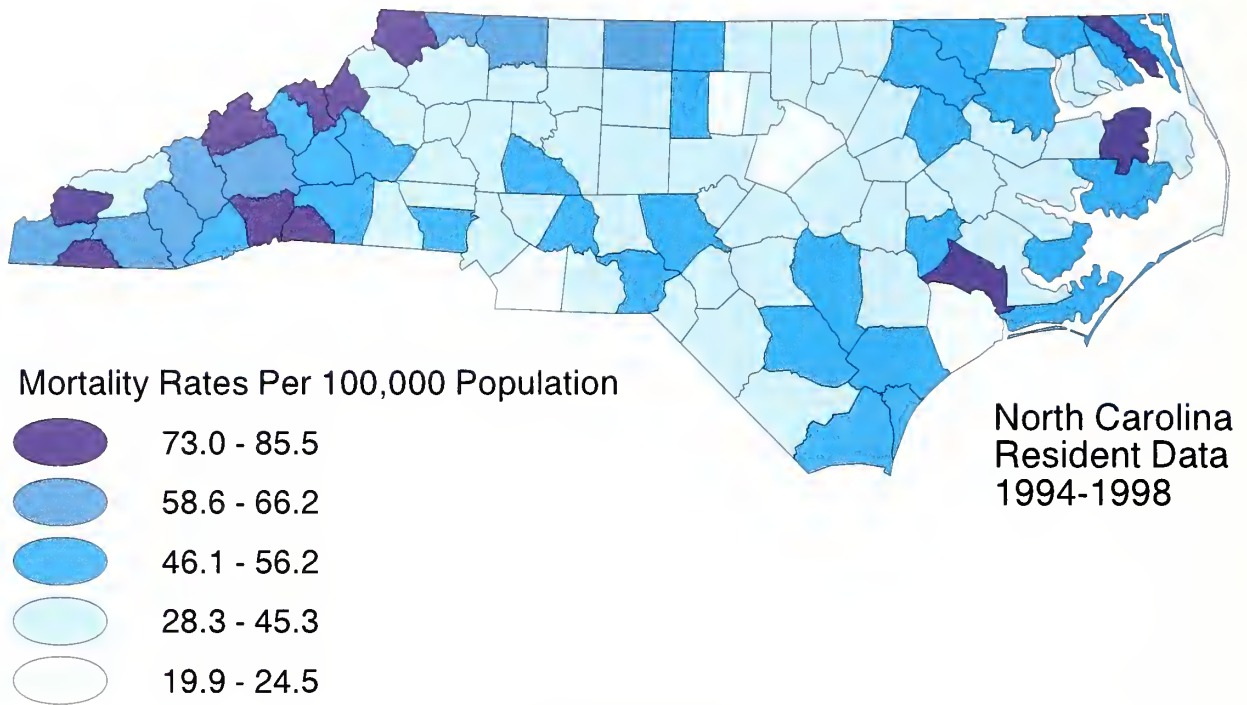 Mortality Rates Per 100,000 Population
73.0 - 85.5
58.6 - 66.2
46.1 - 56.2
28.3 - 45.3
19.9 - 24.5
North Carolina
Resident Data
1994-1998